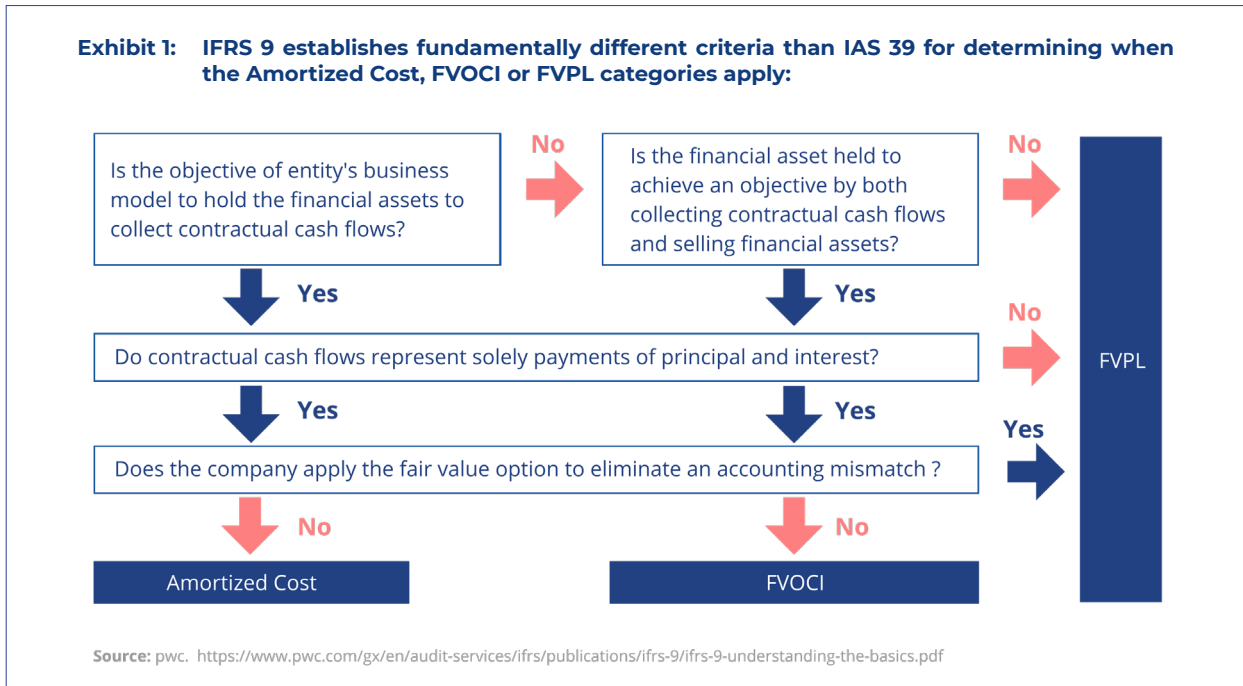 Exhibit 1: IFRS 9 establishes fundamentally different criteria than IAS 39 for determining when
the Amortized Cost, FVOCI or FVPL categories apply:
Is the objective of entity's business
model to hold the financial assets to
collect contractual cash flows?
No
Is the financial asset held to
achieve an objective by both
collecting contractual cash flows
and selling financial assets?
No
Yes
Yes
Do contractual cash flows represent solely payments of principal and interest?
No
FVPL
Yes
Yes
Does the company apply the fair value option to eliminate an accounting mismatch ?
Yes
No
No
Amortized Cost
FVOCI
Source: pwc. https://www.pwc.com/gx/en/audit-services/ifrs/publications/ifrs-9/ifrs-9-understanding-the-basics.pdf